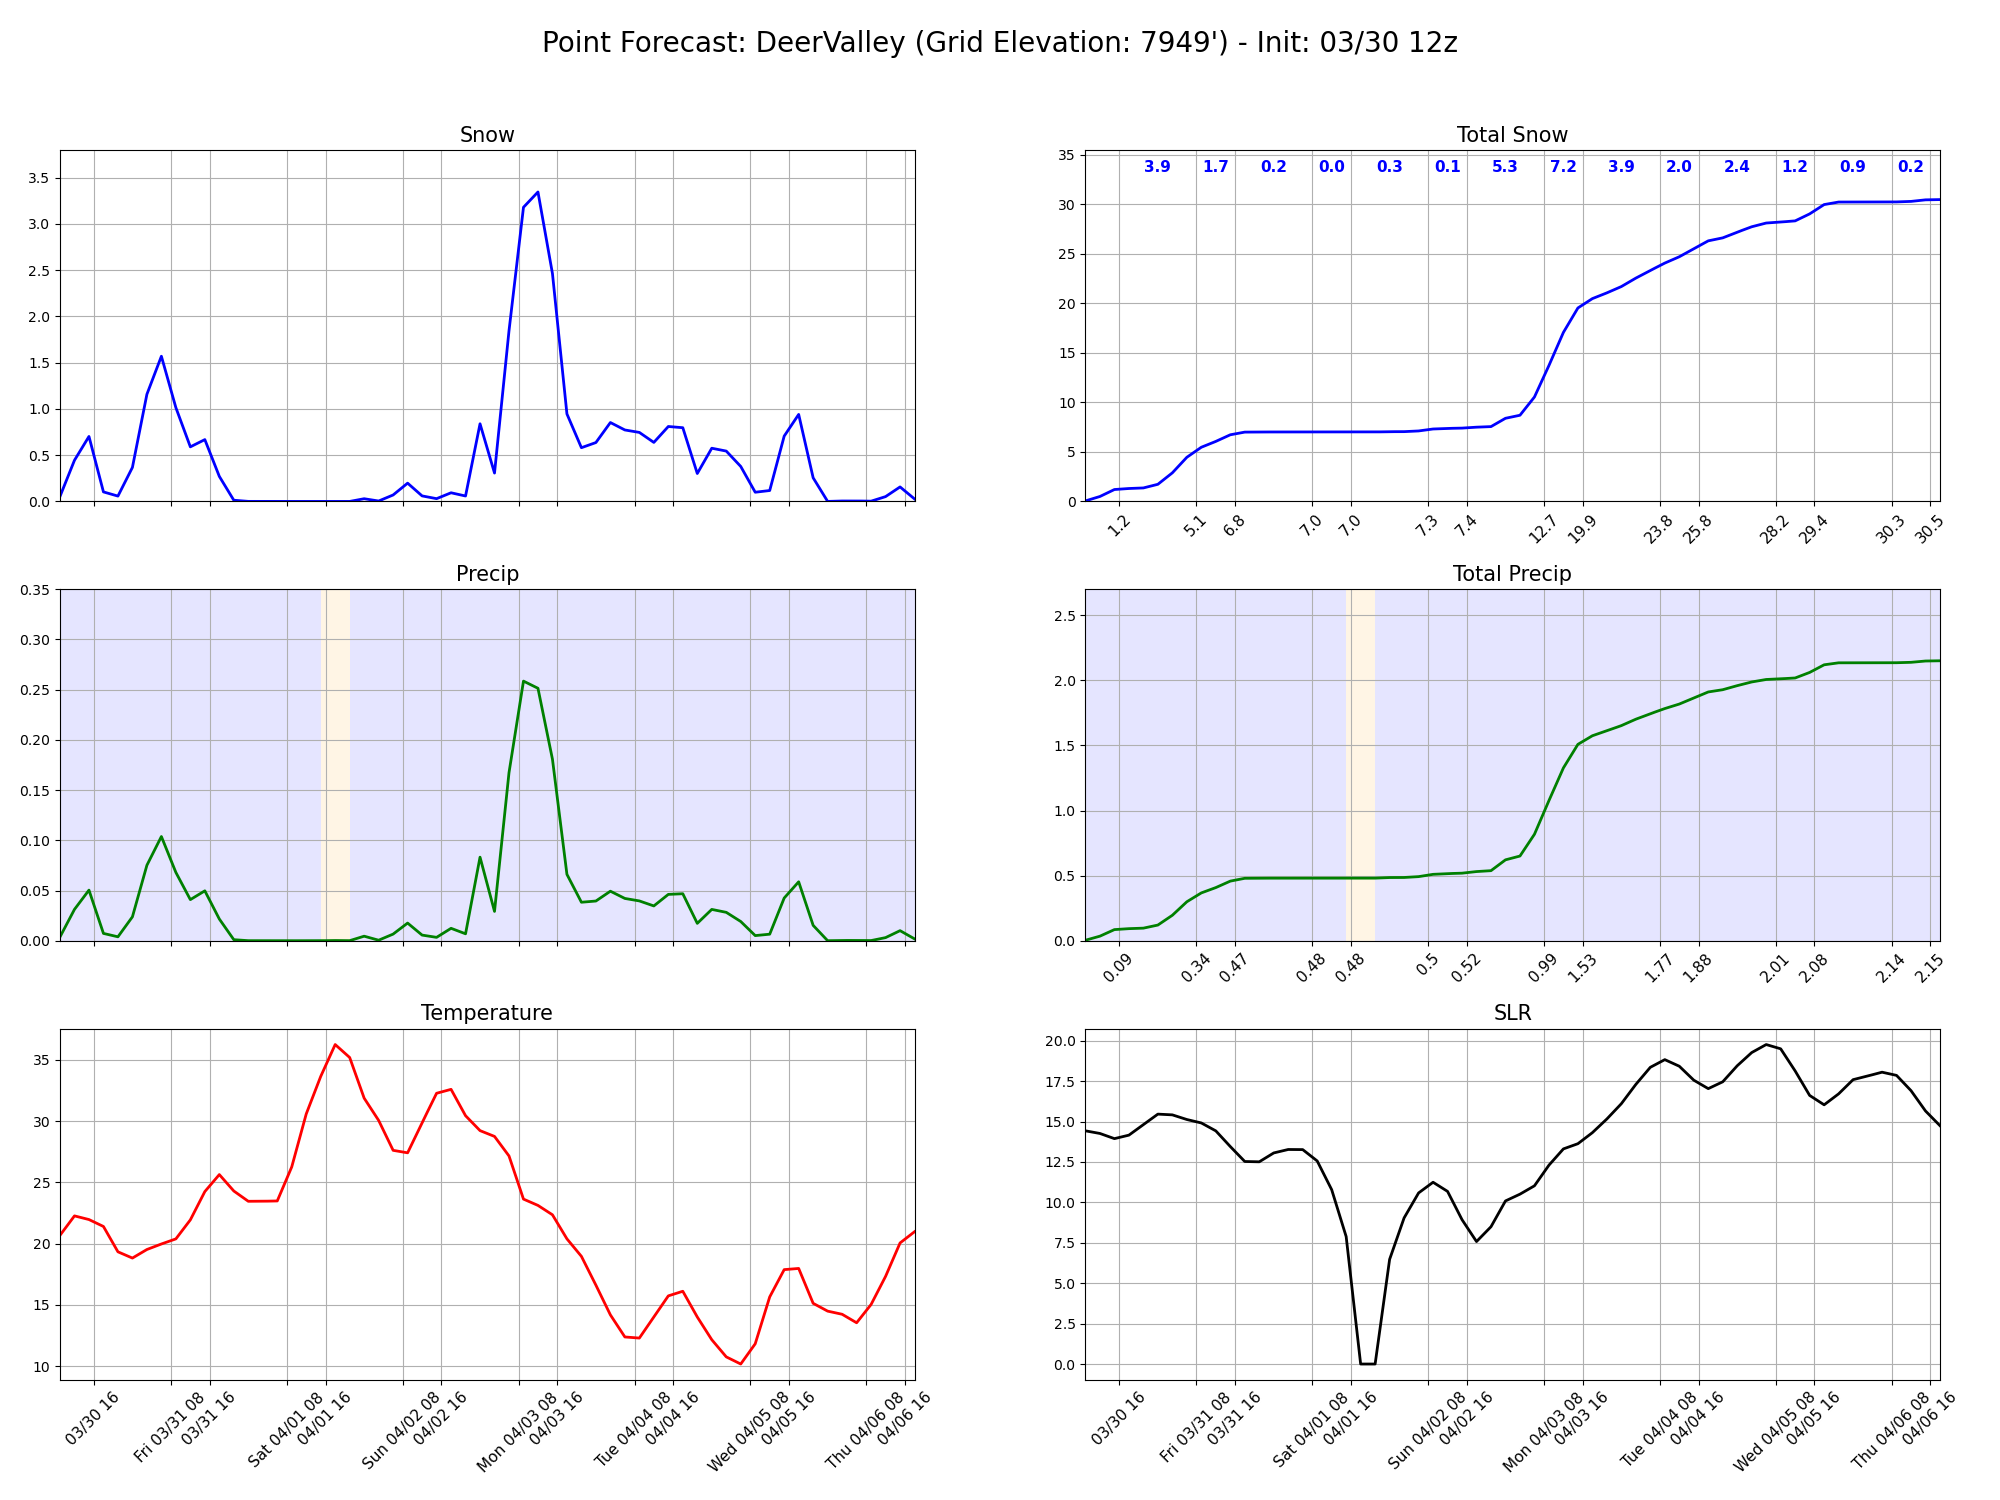 Point Forecast: DeerValley (Grid Elevation: 7949') - Init: 03/30 12z
Snow
3.5
3.0
2.5
2.0
1.5
1.0
0.5
0.0
Total Snow
3.9 1.7 0.2 0.0 0.3 0.1 5.3 7.2 3.9 2.0 2.4 1.2 0.9 0.2
35
30
25
20
15
10
5
0
1.2 5.1 6.8 7.0 7.0 7.3 7.4 12.7 19.9 23.8 25.8 28.2 29.4 30.3 30.5
Precip
0.35
0.30
0.25
0.20
0.15
0.10
0.05
0.00
Total Precip
2.5
2.0
1.5
1.0
0.5
0.0
0.09 0.34 0.47 0.48 0.48 0.5 0.52 0.99 1.53 1.77 1.88 2.01 2.08 2.14 2.15
Temperature
35
30
25
20
15
10
03/30 16
Fri 03/31 08
03/31 16
Sat 04/01 08
04/01 16
Sun 04/02 08
04/02 16
Mon 04/03 08
04/03 16
Tue 04/04 08
04/04 16
Wed 04/05 08
04/05 16
Thu 04/06 08
04/06 16
SLR
20.0
17.5
15.0
12.5
10.0
7.5
5.0
2.5
0.0
03/30 16
Fri 03/31 08
03/31 16
Sat 04/01 08
04/01 16
Sun 04/02 08
04/02 16
Mon 04/03 08
04/03 16
Tue 04/04 08
04/04 16
Wed 04/05 08
04/05 16
Thu 04/06 08
04/06 16